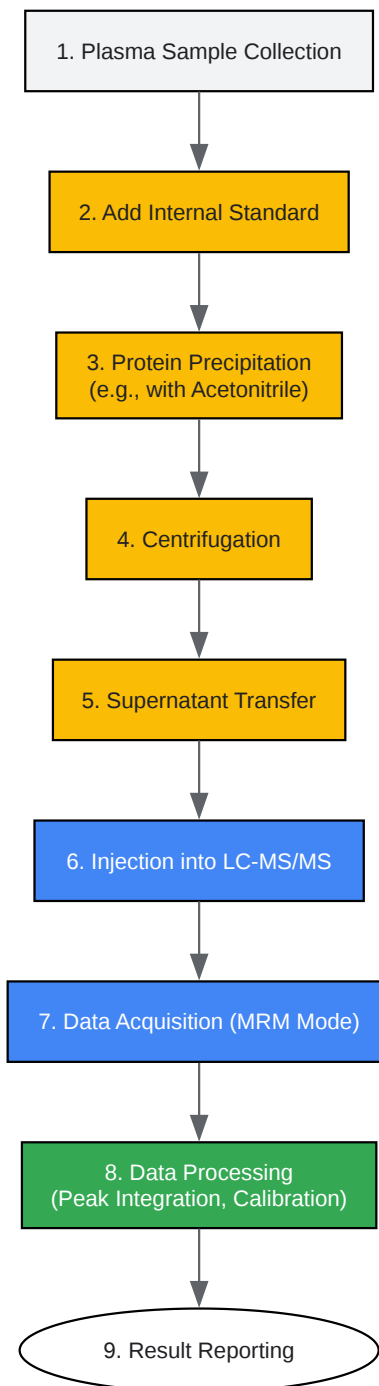 1. Plasma Sample Collection
2. Add Internal Standard
3. Protein Precipitation
(e.g., with Acetonitrile)
4. Centrifugation
5. Supernatant Transfer
6. Injection into LC-MS/MS
7. Data Acquisition (MRM Mode)
8. Data Processing
(Peak Integration, Calibration)
9. Result Reporting